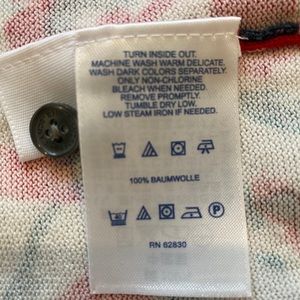 TURN INSIDE OUT.
MACHINE WASH WARM DELICATE.
WASH DARK COLORS SEPARATELY.
ONLY NON-CHLORINE
BLEACH WHEN NEEDED.
REMOVE PROMPTLY.
TUMBLE DRY LOW.
LOW STEAM IRON IF NEEDED.
100% BAUMWOLLE
RN 62830